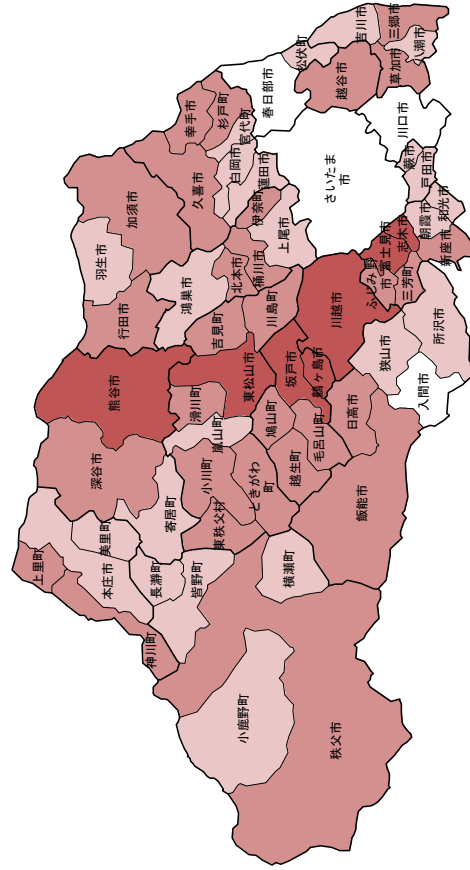 上里町
神川町
本庄市
美里町
深谷市
熊谷市
寄居町
長瀞町
皆野町
小鹿野町
秩父市
横瀬町
東秩父村
小川町
ときがわ
町
嵐山町
滑川町
東松山市
吉見町
鳩山町
越生町
毛呂山町
坂戸市
鶴ヶ島市
日高市
飯能市
川越市
川島町
行田市
羽生市
加須市
鴻巣市
北本市
桶川市
久喜市
幸手市
杉戸町
宮代町
白岡市
蓮田市
伊奈町
上尾市
春日部市
さいたま
市
松伏町
吉川市
三郷市
八潮市
草加市
越谷市
川口市
蕨市
戸田市
和光市
朝霞市
新座市
志木市
富士見市
ふじみ野
市
三芳町
所沢市
狭山市
入間市